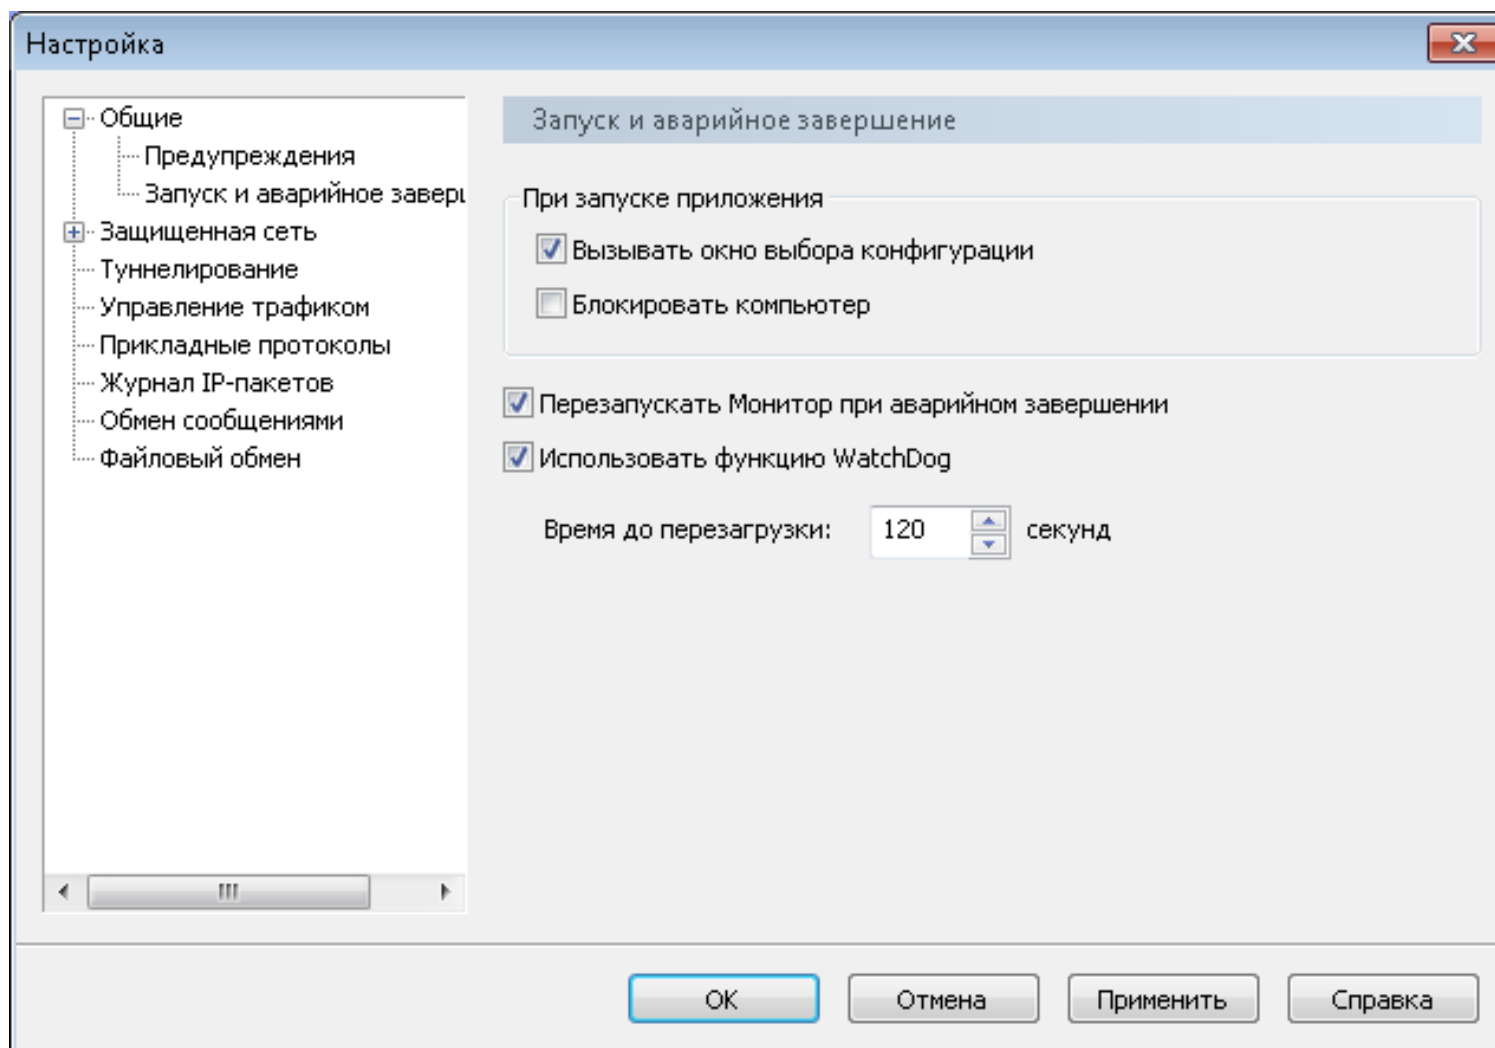 Настройка
Общие
Предупреждения
Запуск и аварийное заверш
Защищенная сеть
Туннелирование
Управление трафиком
Прикладные протоколы
Журнал IP-пакетов
Обмен сообщениями
Файловый обмен
Запуск и аварийное завершение
При запуске приложения
Вызывать окно выбора конфигурации
Блокировать компьютер
Перезапускать Монитор при аварийном завершении
Использовать функцию WatchDog
Время до перезагрузки: 120 секунд
OK Отмена Применить Справка